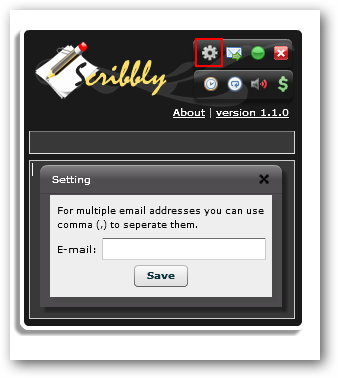 Scribbly
About | version 1.1.0
Setting
For multiple email addresses you can use
comma (,) to seperate them.
E-mail:
Save